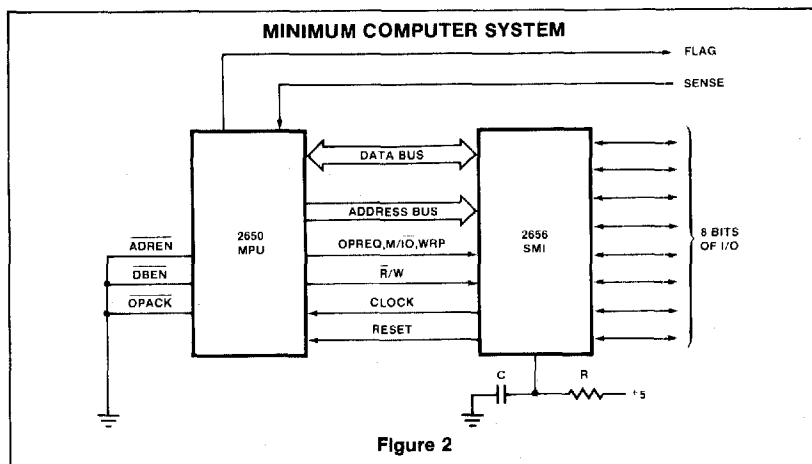 MINIMUM COMPUTER SYSTEM
FLAG
SENSE
DATA BUS
ADDRESS BUS
2650
MPU
2656
SMI
8 BITS
OF I/O
ADREN
DBEN
OPACK
OPREQ,M/IO,WRP
R/W
CLOCK
RESET
C
R
+5
Figure 2